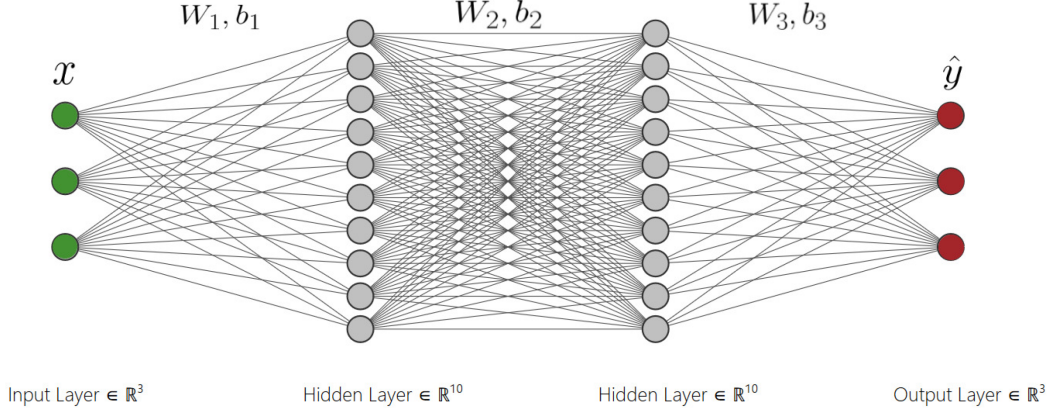 W₁, b₁
W₂, b₂
W₃, b₃
x
ŷ
Input Layer ∈ ℝ³
Hidden Layer ∈ ℝ¹⁰
Hidden Layer ∈ ℝ¹⁰
Output Layer ∈ ℝ³